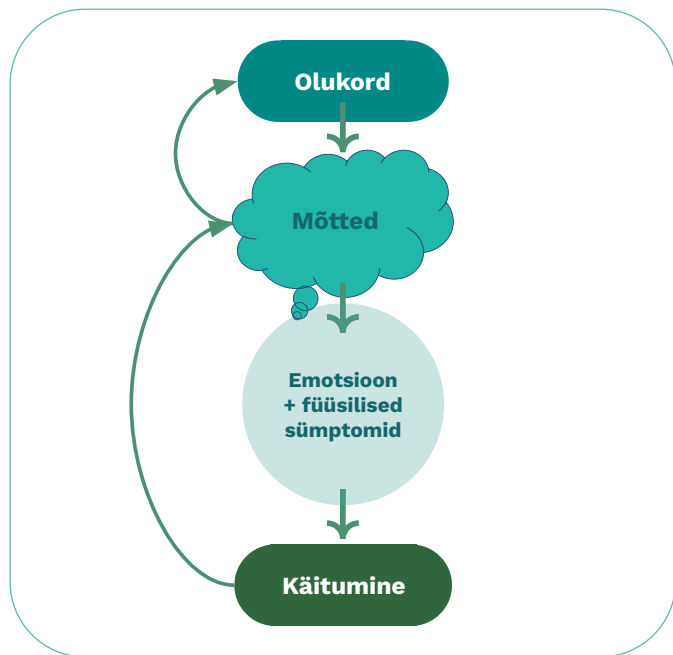 Olukord
Mõtted
Emotsioon
+ füüsilised
sümptomid
Käitumine